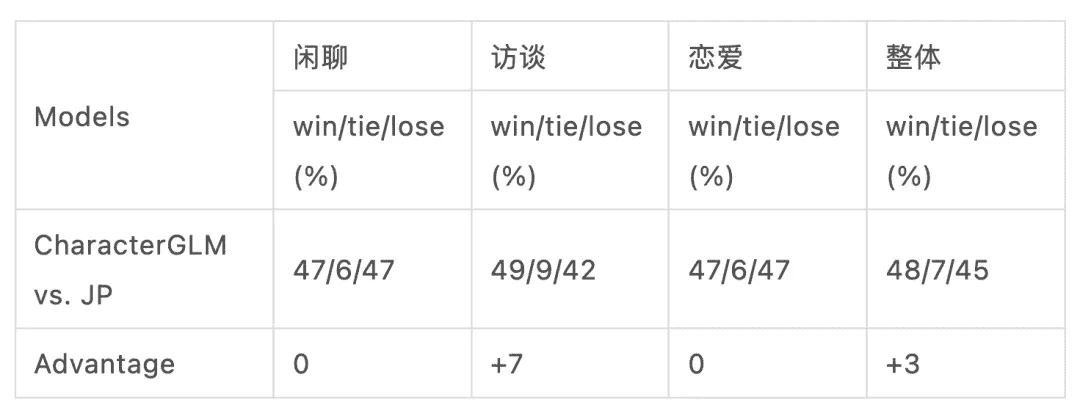 Models
闲聊
访谈
恋爱
整体
win/tie/lose
(%)
win/tie/lose
(%)
win/tie/lose
(%)
win/tie/lose
(%)
CharacterGLM
vs. JP
47/6/47
49/9/42
47/6/47
48/7/45
Advantage
0
+7
0
+3